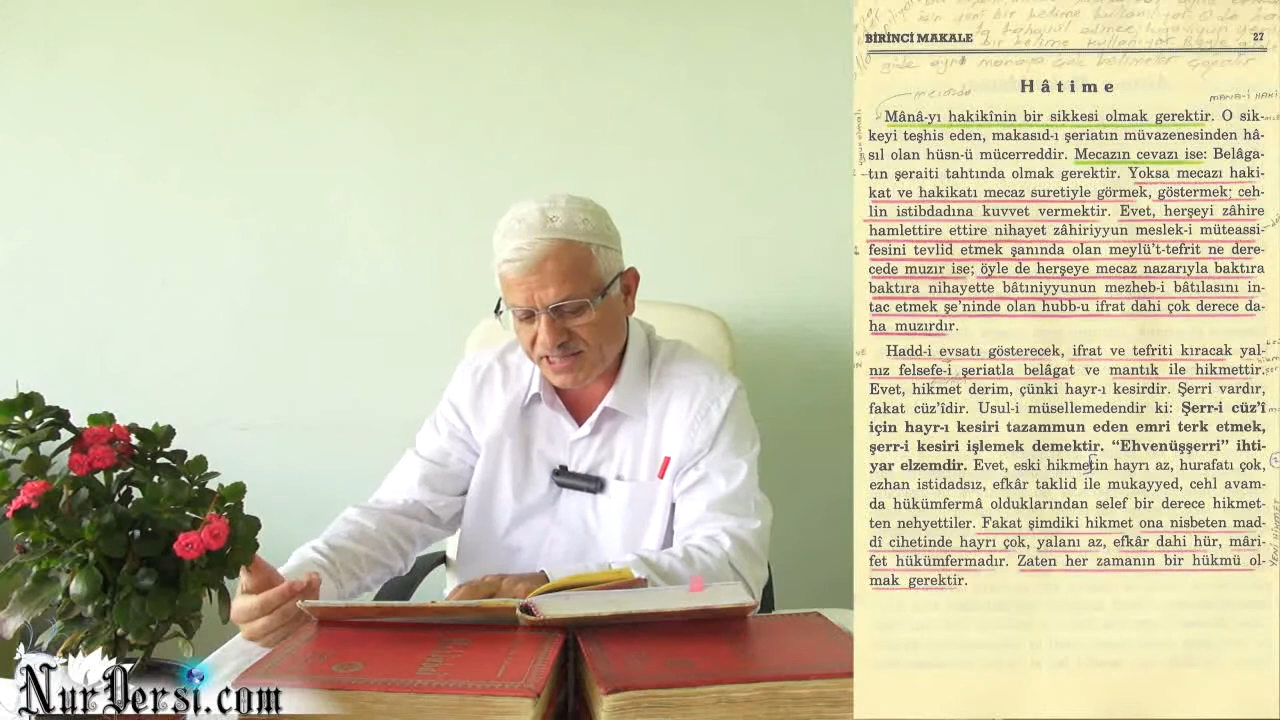 BİRİNCİ MAKALE 27
Hâtime
Mânâ-yı hakikînin bir sikkesi olmak gerektir. O sik-
keyi teşhis eden, makasıd-ı şeriatın müvazenesinden hâ-
sıl olan hüsn-ü mücerreddir. Mecazın cevazı ise: Belâga-
tın şeraiti tahtında olmak gerektir. Yoksa mecazı haki-
kat ve hakikatı mecaz suretiyle görmek, göstermek; ceh-
lin istibdadına kuvvet vermektir. Evet, herşeyi zâhire
hamlettire ettire nihayet zâhiriyyun meslek-i müteassi-
fesini tevlid etmek şanında olan meylü't-tefrit ne dere-
cede muzır ise; öyle de herşeye mecaz nazarıyla baktıra
baktıra nihayette bâtıniyyunun mezheb-i bâtılasını in-
tac etmek şe'ninde olan hubb-u ifrat dahi çok derece da-
ha muzırdır.
Hadd-i evsatı gösterecek, ifrat ve tefriti kıracak yal-
nız felsefe-i şeriatla belâgat ve mantık ile hikmettir.
Evet, hikmet derim, çünki hayr-ı kesirdir. Şerri vardır,
fakat cüz'îdir. Usul-i müsellemedendir ki: Şerr-i cüz'î
için hayr-ı kesiri tazammun eden emri terk etmek,
şerr-i kesiri işlemek demektir. "Ehvenüşşerri" ihti-
yar elzemdir. Evet, eski hikmetin hayrı az, hurafatı çok,
ezhan istidadsız, efkâr taklid ile mukayyed, cehl avam-
da hükümfermâ olduklarından selef bir derece hikmet-
ten nehyettiler. Fakat şimdiki hikmet ona nisbeten mad-
dî cihetinde hayrı çok, yalanı az, efkâr dahi hür, mâri-
fet hükümfermadır. Zaten her zamanın bir hükmü ol-
mak gerektir.
NurDersi.com